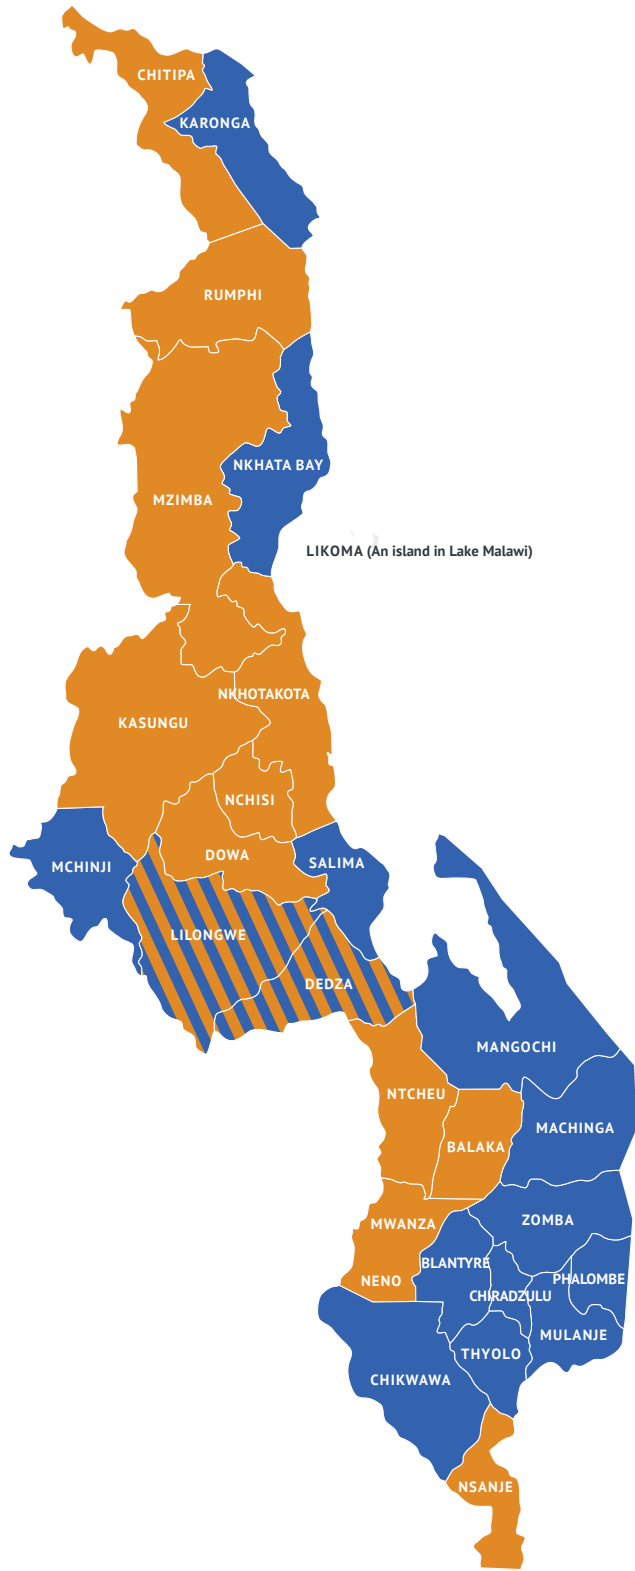 CHITIPA
KARONGA
RUMPHI
NKHATA BAY
MZIMBA
LIKOMA (An island in Lake Malawi)
NKHOTAKOTA
KASUNGU
NCHISI
DOWA
SALIMA
MCHINJI
LILONGWE
DEDZA
MANGOCHI
NTCHEU
MACHINGA
BALAKA
ZOMBA
MWANZA
BLANTYRE
PHALOMBE
NENO
CHIRADZULU
MULANJE
THYOLO
CHIKWAWA
NSANJE